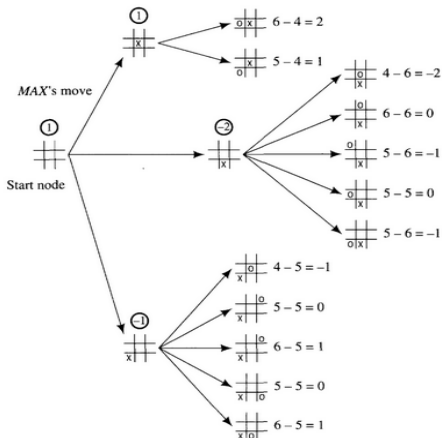 1
o x 6 – 4 = 2
x
x
o 5 – 4 = 1
MAX's move
o
x 4 – 6 = –2
o
x 6 – 6 = 0
1
–2
o
x 5 – 6 = –1
x
Start node
o x 5 – 5 = 0
o x 5 – 6 = –1
o
x 4 – 5 = –1
o
x 5 – 5 = 0
–1
o
x 6 – 5 = 1
x
x o 5 – 5 = 0
x o 6 – 5 = 1